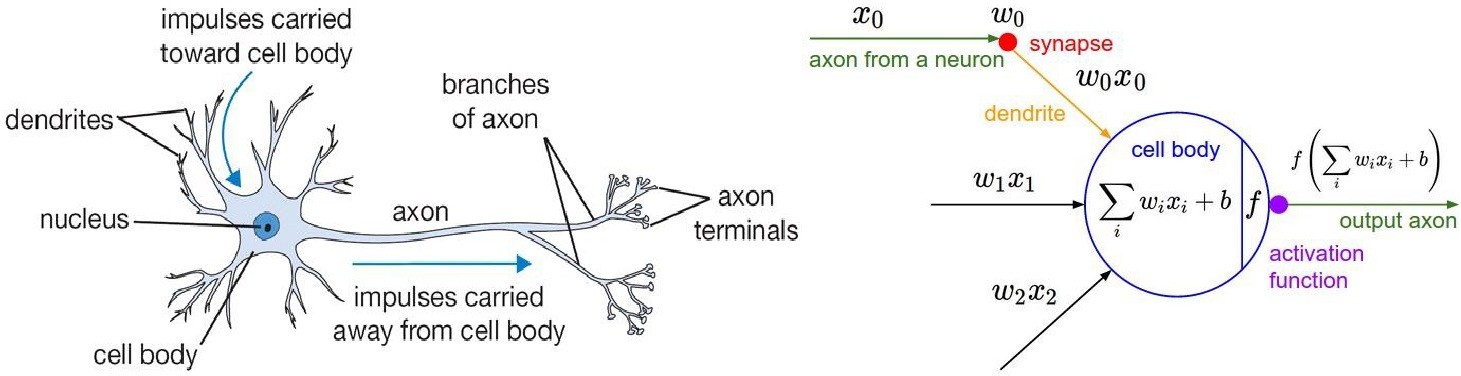 impulses carried
toward cell body
dendrites
nucleus
cell body
axon
impulses carried
away from cell body
branches
of axon
axon
terminals
x₀
w₀
axon from a neuron
synapse
w₀x₀
dendrite
w₁x₁
w₂x₂
cell body
∑ᵢ wᵢxᵢ + b
f
f(∑ᵢ wᵢxᵢ + b)
output axon
activation
function